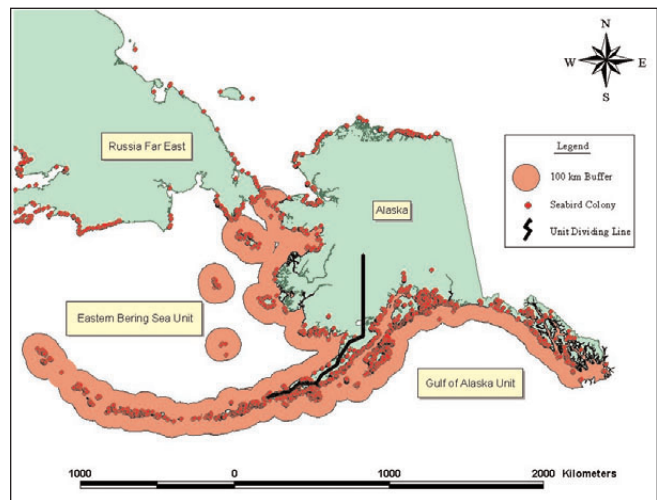 N
W E
S
Russia Far East
Legend
100 km Buffer
Alaska
Seabird Colony
Unit Dividing Line
Eastern Bering Sea Unit
Gulf of Alaska Unit
1000 0 1000 2000 Kilometers